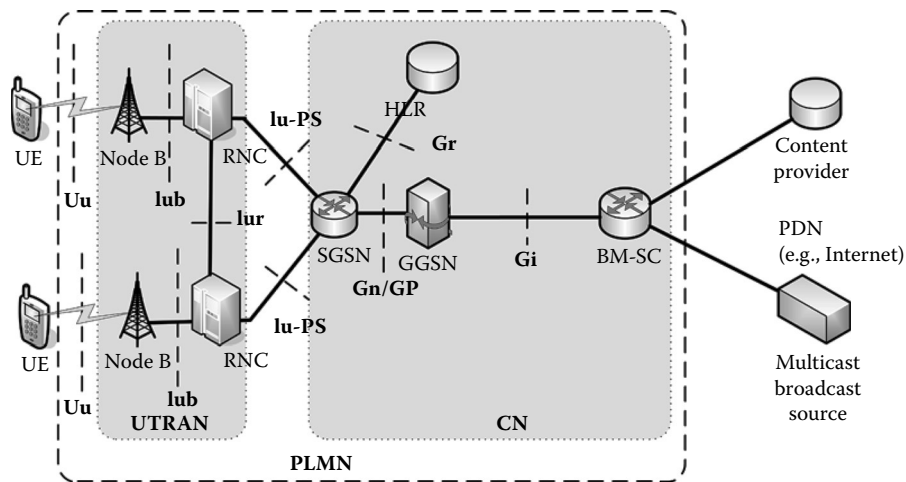 HLR
lu-PS
Gr
UE
Node B
RNC
Content
provider
Uu
lub
lur
SGSN
GGSN
Gi
BM-SC
PDN
(e.g., Internet)
Gn/GP
lu-PS
UE
Node B
RNC
Multicast
broadcast
source
Uu
lub
UTRAN
CN
PLMN